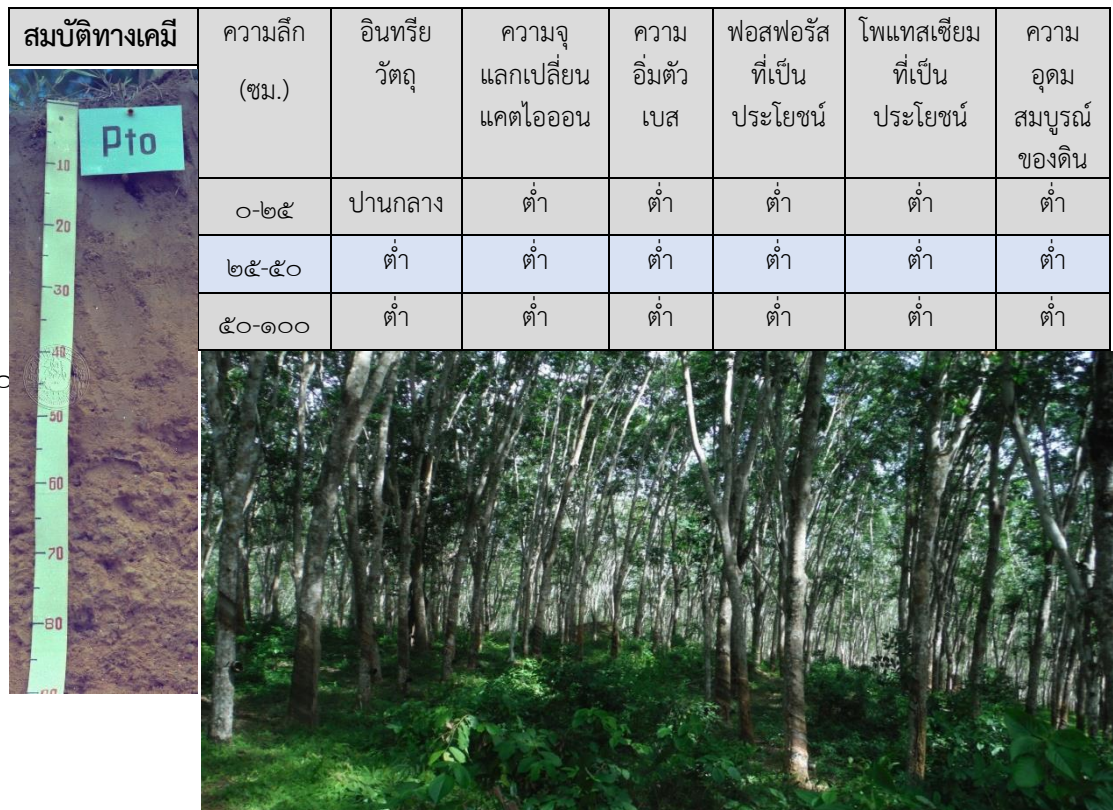 สมบัติทางเคมี
ความลึก (ซม.) อินทรียวัตถุ ความจุแลกเปลี่ยนแคตไอออน ความอิ่มตัวเบส ฟอสฟอรัสที่เป็นประโยชน์ โพแทสเซียมที่เป็นประโยชน์ ความอุดมสมบูรณ์ของดิน
๐-๒๕ ปานกลาง ต่ำ ต่ำ ต่ำ ต่ำ ต่ำ
๒๕-๕๐ ต่ำ ต่ำ ต่ำ ต่ำ ต่ำ ต่ำ
๕๐-๑๐๐ ต่ำ ต่ำ ต่ำ ต่ำ ต่ำ ต่ำ
Pto
10
20
30
40
50
60
70
80